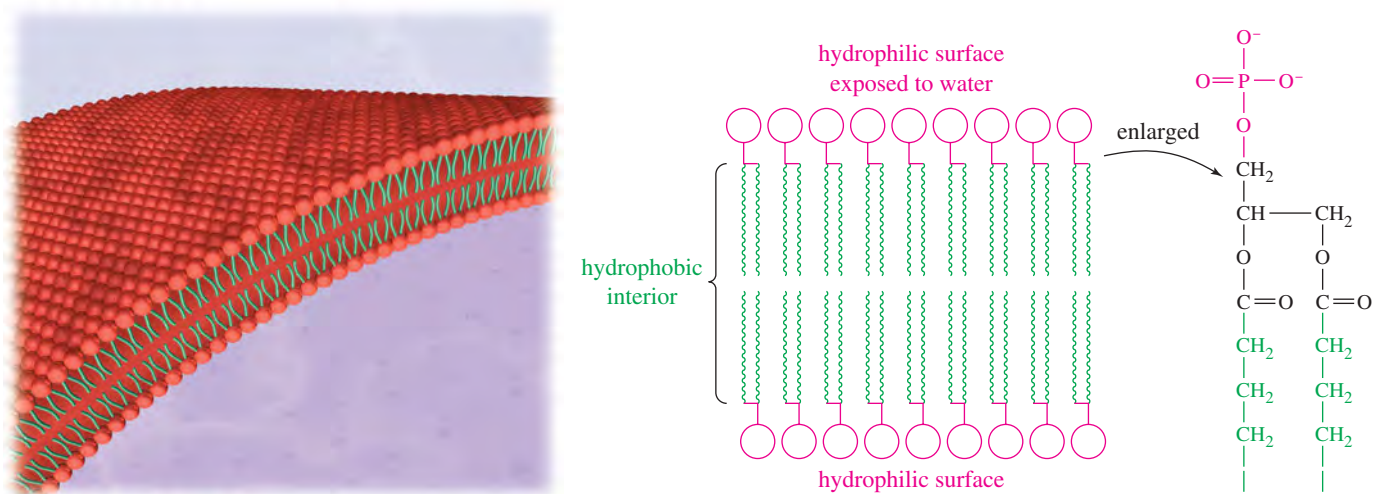 hydrophilic surface
exposed to water
hydrophobic
interior
hydrophilic surface
enlarged
O⁻
O=P—O⁻
O
CH₂
CH—CH₂
O O
C=O C=O
CH₂ CH₂
CH₂ CH₂
CH₂ CH₂